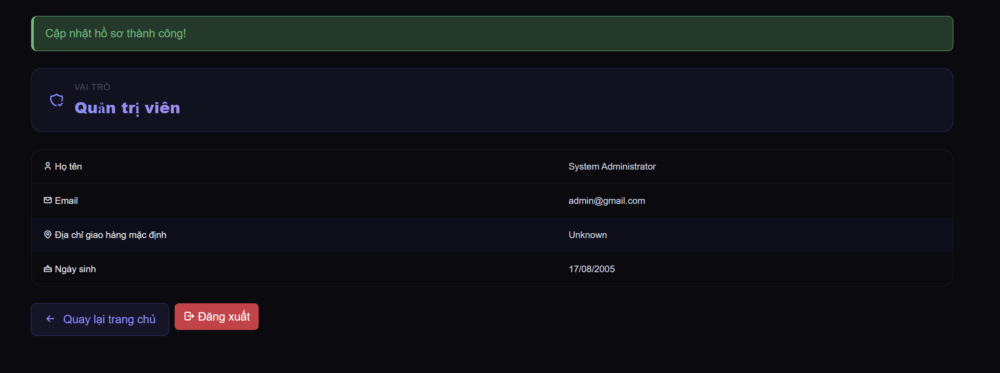 Cập nhật hồ sơ thành công!
VAI TRÒ
Quản trị viên
Họ tên System Administrator
Email admin@gmail.com
Địa chỉ giao hàng mặc định Unknown
Ngày sinh 17/08/2005
Quay lại trang chủ Đăng xuất